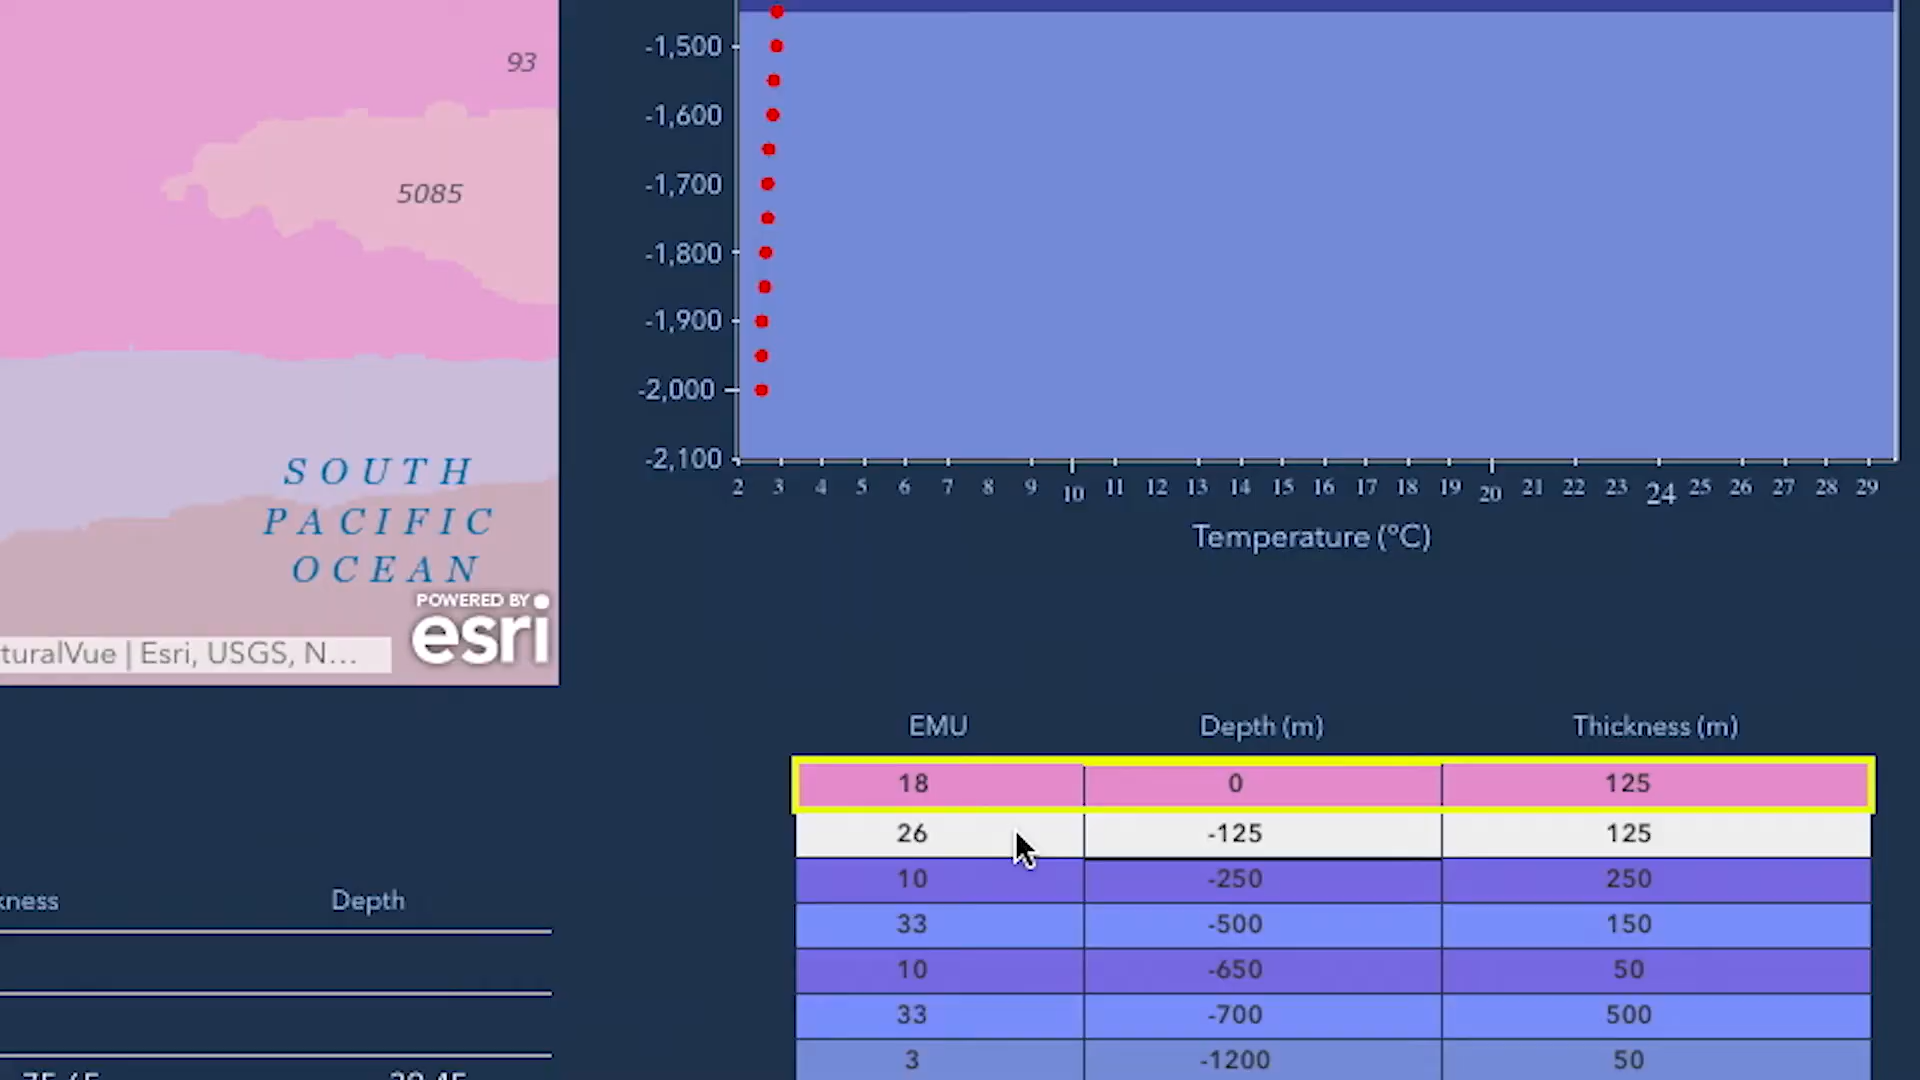 93
5085
SOUTH
PACIFIC
OCEAN
POWERED BY
esri
turalVue | Esri, USGS, N...
-1,500
-1,600
-1,700
-1,800
-1,900
-2,000
-2,100
2 3 4 5 6 7 8 9 10 11 12 13 14 15 16 17 18 19 20 21 22 23 24 25 26 27 28 29
Temperature (°C)
EMU Depth (m) Thickness (m)
18 0 125
26 -125 125
10 -250 250
33 -500 150
10 -650 50
33 -700 500
3 -1200 50
kness Depth